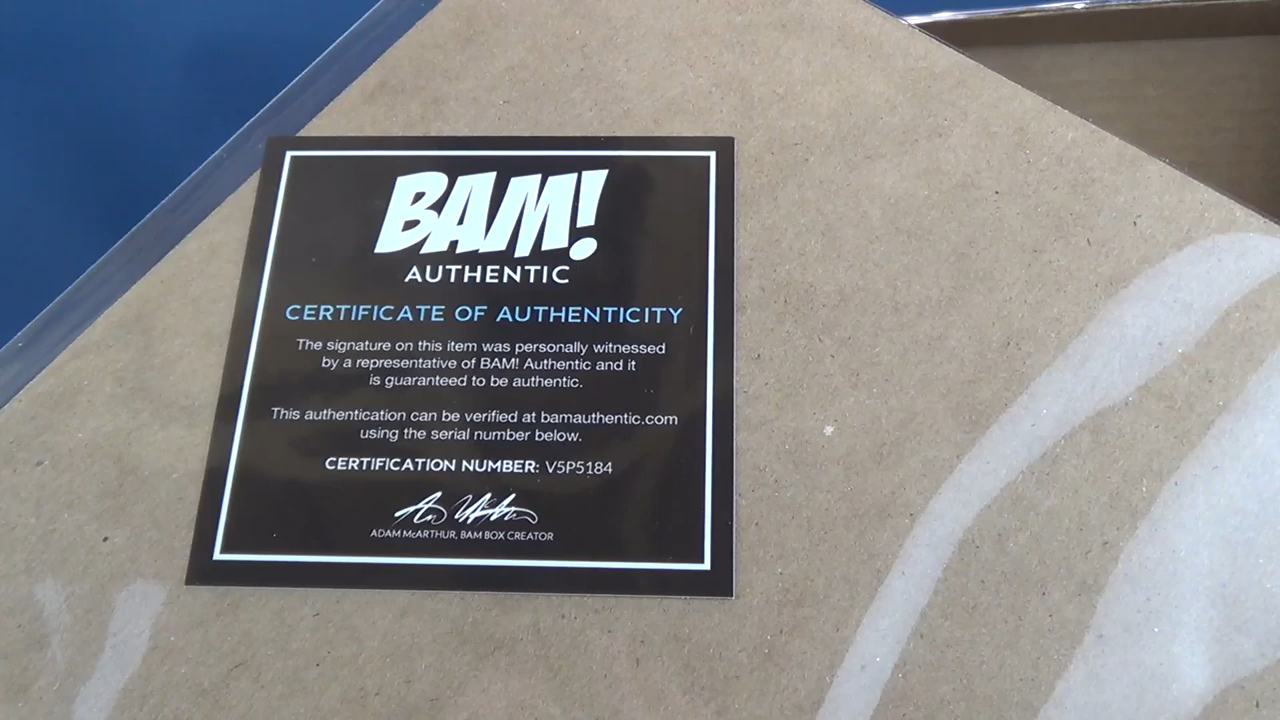 BAM!
AUTHENTIC
CERTIFICATE OF AUTHENTICITY
The signature on this item was personally witnessed
by a representative of BAM! Authentic and it
is guaranteed to be authentic.
This authentication can be verified at bamauthentic.com
using the serial number below.
CERTIFICATION NUMBER: V5P5184
ADAM McARTHUR, BAM BOX CREATOR